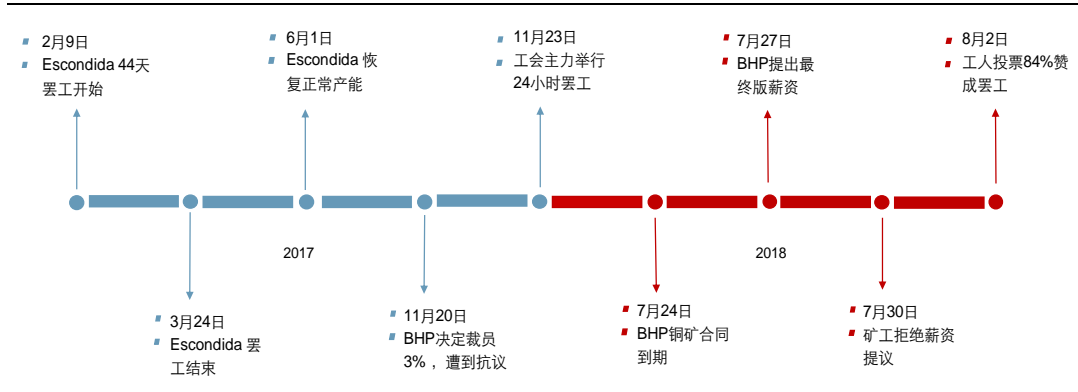 2月9日
Escondida 44天
罢工开始
6月1日
Escondida 恢
复正常产能
11月23日
工会主力举行
24小时罢工
7月27日
BHP提出最
终版薪资
8月2日
工人投票84%赞
成罢工
2017
2018
3月24日
Escondida 罢
工结束
11月20日
BHP决定裁员
3% ，遭到抗议
7月24日
BHP铜矿合同
到期
7月30日
矿工拒绝薪资
提议